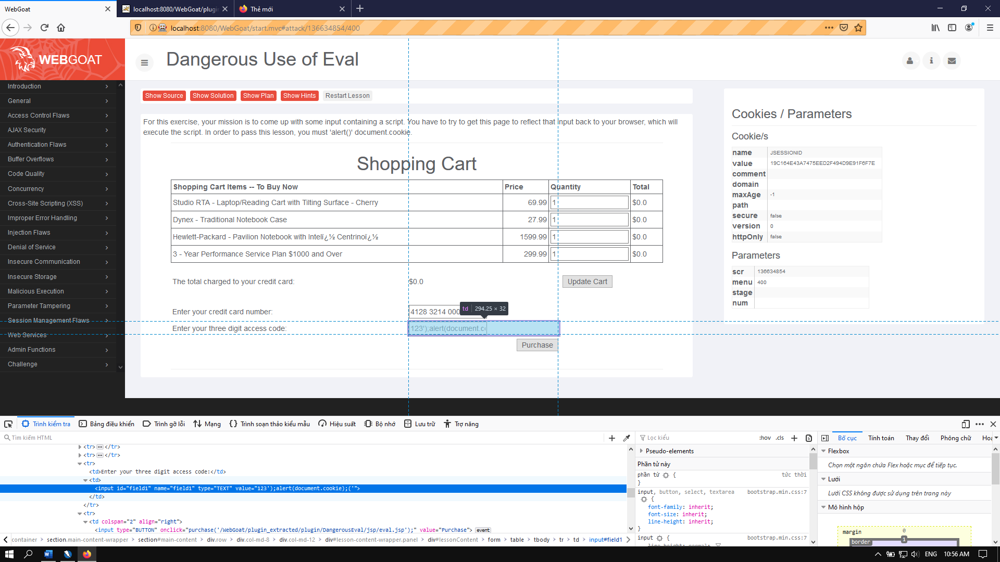 WebGoat
localhost:8080/WebGoat/plugin
Thẻ mới
localhost:8080/WebGoat/start.mvc#attack/136634854/400
WEBGOAT
Dangerous Use of Eval
Introduction
General
Access Control Flaws
AJAX Security
Authentication Flaws
Buffer Overflows
Code Quality
Concurrency
Cross-Site Scripting (XSS)
Improper Error Handling
Injection Flaws
Denial of Service
Insecure Communication
Insecure Storage
Malicious Execution
Parameter Tampering
Session Management Flaws
Web Services
Admin Functions
Challenge
Show Source Show Solution Show Plan Show Hints Restart Lesson
For this exercise, your mission is to come up with some input containing a script. You have to try to get this page to reflect that input back to your browser, which will
execute the script. In order to pass this lesson, you must 'alert()' document.cookie.
Shopping Cart
Shopping Cart Items -- To Buy Now Price Quantity Total
Studio RTA - Laptop/Reading Cart with Tilting Surface - Cherry 69.99 1 $0.0
Dynex - Traditional Notebook Case 27.99 1 $0.0
Hewlett-Packard - Pavilion Notebook with Intelï¿½ Centrinoï¿½ 1599.99 1 $0.0
3 - Year Performance Service Plan $1000 and Over 299.99 1 $0.0
The total charged to your credit card: $0.0 Update Cart
Enter your credit card number: 4128 3214 000
td 294.25 × 32
Enter your three digit access code: 123');alert(document.c
Purchase
Cookies / Parameters
Cookie/s
name JSESSIONID
value 19C164E43A7475EED2F494D9E91F6F7E
comment
domain
maxAge -1
path
secure false
version 0
httpOnly false
Parameters
scr 136634854
menu 400
stage
num
Trình kiểm tra Bảng điều khiển Trình gỡ lỗi Mạng Trình soạn thảo kiểu mẫu Hiệu suất Bộ nhớ Lưu trữ Trợ năng
Tìm kiếm HTML
<tr> </tr>
<tr> </tr>
<tr>
<td>Enter your three digit access code:</td>
<td>
<input id="field1" name="field1" type="TEXT" value="123');alert(document.cookie);('">
</td>
</tr>
<tr>
<td colspan="2" align="right">
<input type="BUTTON" onclick="purchase('/WebGoat/plugin_extracted/plugin/DangerousEval/jsp/eval.jsp');" value="Purchase"> event
container section.main-content-wrapper section#main-content div.row div.col-md-8 div.col-md-12 div#lesson-content-wrapper.panel div#lessonContent form table tbody tr td input#field1
Lọc kiểu :hov .cls
Pseudo-elements
Phần tử này
phần tử { tức thời
}
input, button, select, textarea bootstrap.min.css:7
{
font-family: inherit;
font-size: inherit;
line-height: inherit;
}
input { bootstrap.min.css:7
line-height: normal;
Bố cục Tính toán Thay đổi Phông chữ Hoạ
Flexbox
Chọn một ngăn chứa Flex hoặc mục để tiếp tục.
Lưới
Lưới CSS không được sử dụng trên trang này
Mô hình hộp
margin 0
border 1
ENG 10:56 AM